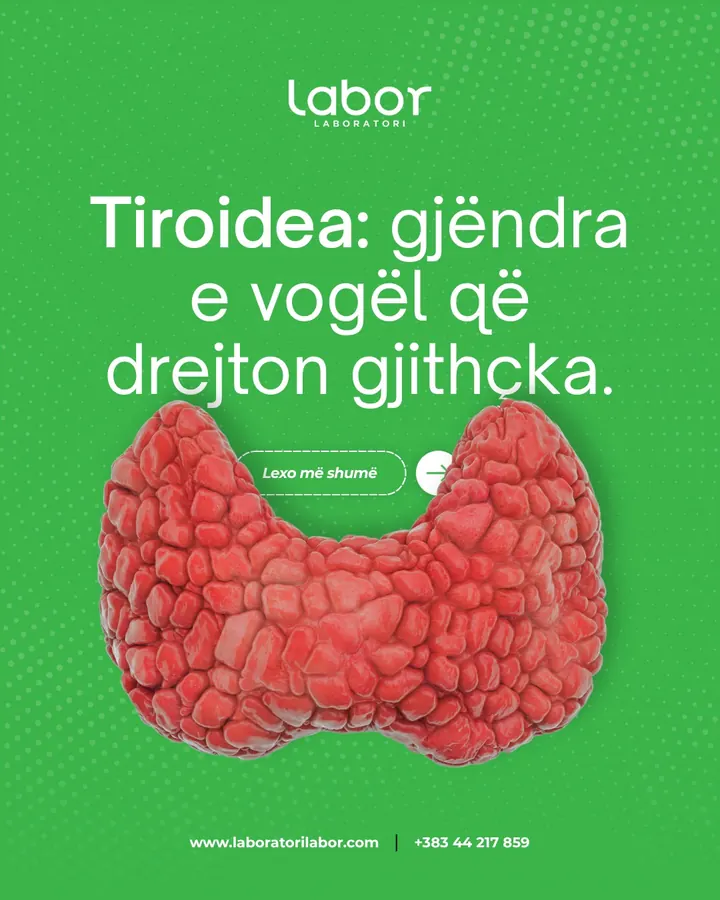 Labor
LABORATORI
Tiroidea: gjëndra
e vogël që
drejton gjithçka.
Lexo më shumë
www.laboratorilabor.com | +383 44 217 859